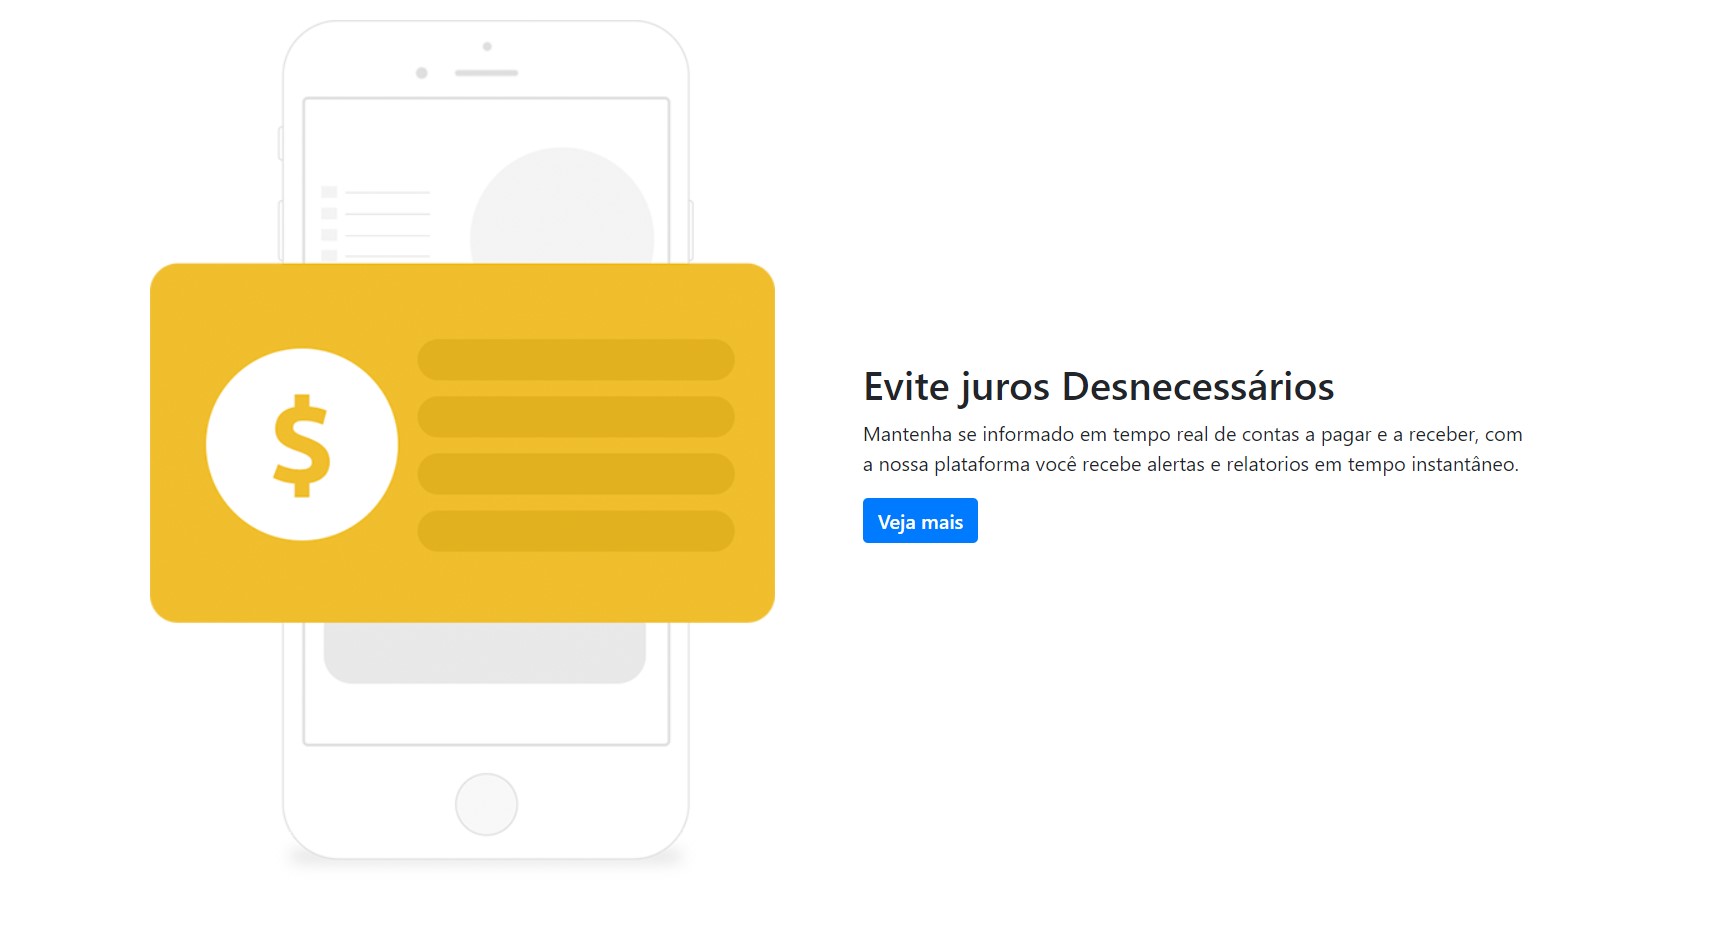 $
Evite juros Desnecessários
Mantenha se informado em tempo real de contas a pagar e a receber, com
a nossa plataforma você recebe alertas e relatorios em tempo instantâneo.
Veja mais